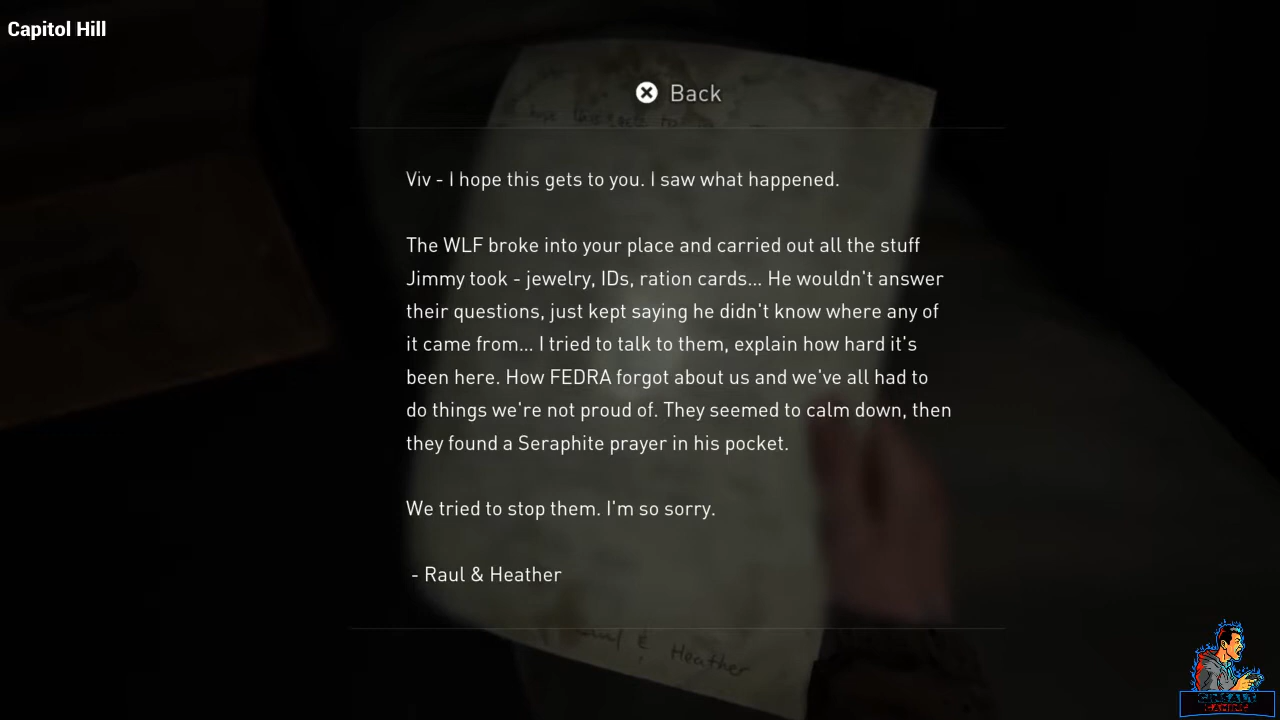 Capitol Hill
Back
Viv - I hope this gets to you. I saw what happened.
The WLF broke into your place and carried out all the stuff
Jimmy took - jewelry, IDs, ration cards... He wouldn't answer
their questions, just kept saying he didn't know where any of
it came from... I tried to talk to them, explain how hard it's
been here. How FEDRA forgot about us and we've all had to
do things we're not proud of. They seemed to calm down, then
they found a Seraphite prayer in his pocket.
We tried to stop them. I'm so sorry.
- Raul & Heather
& Heather